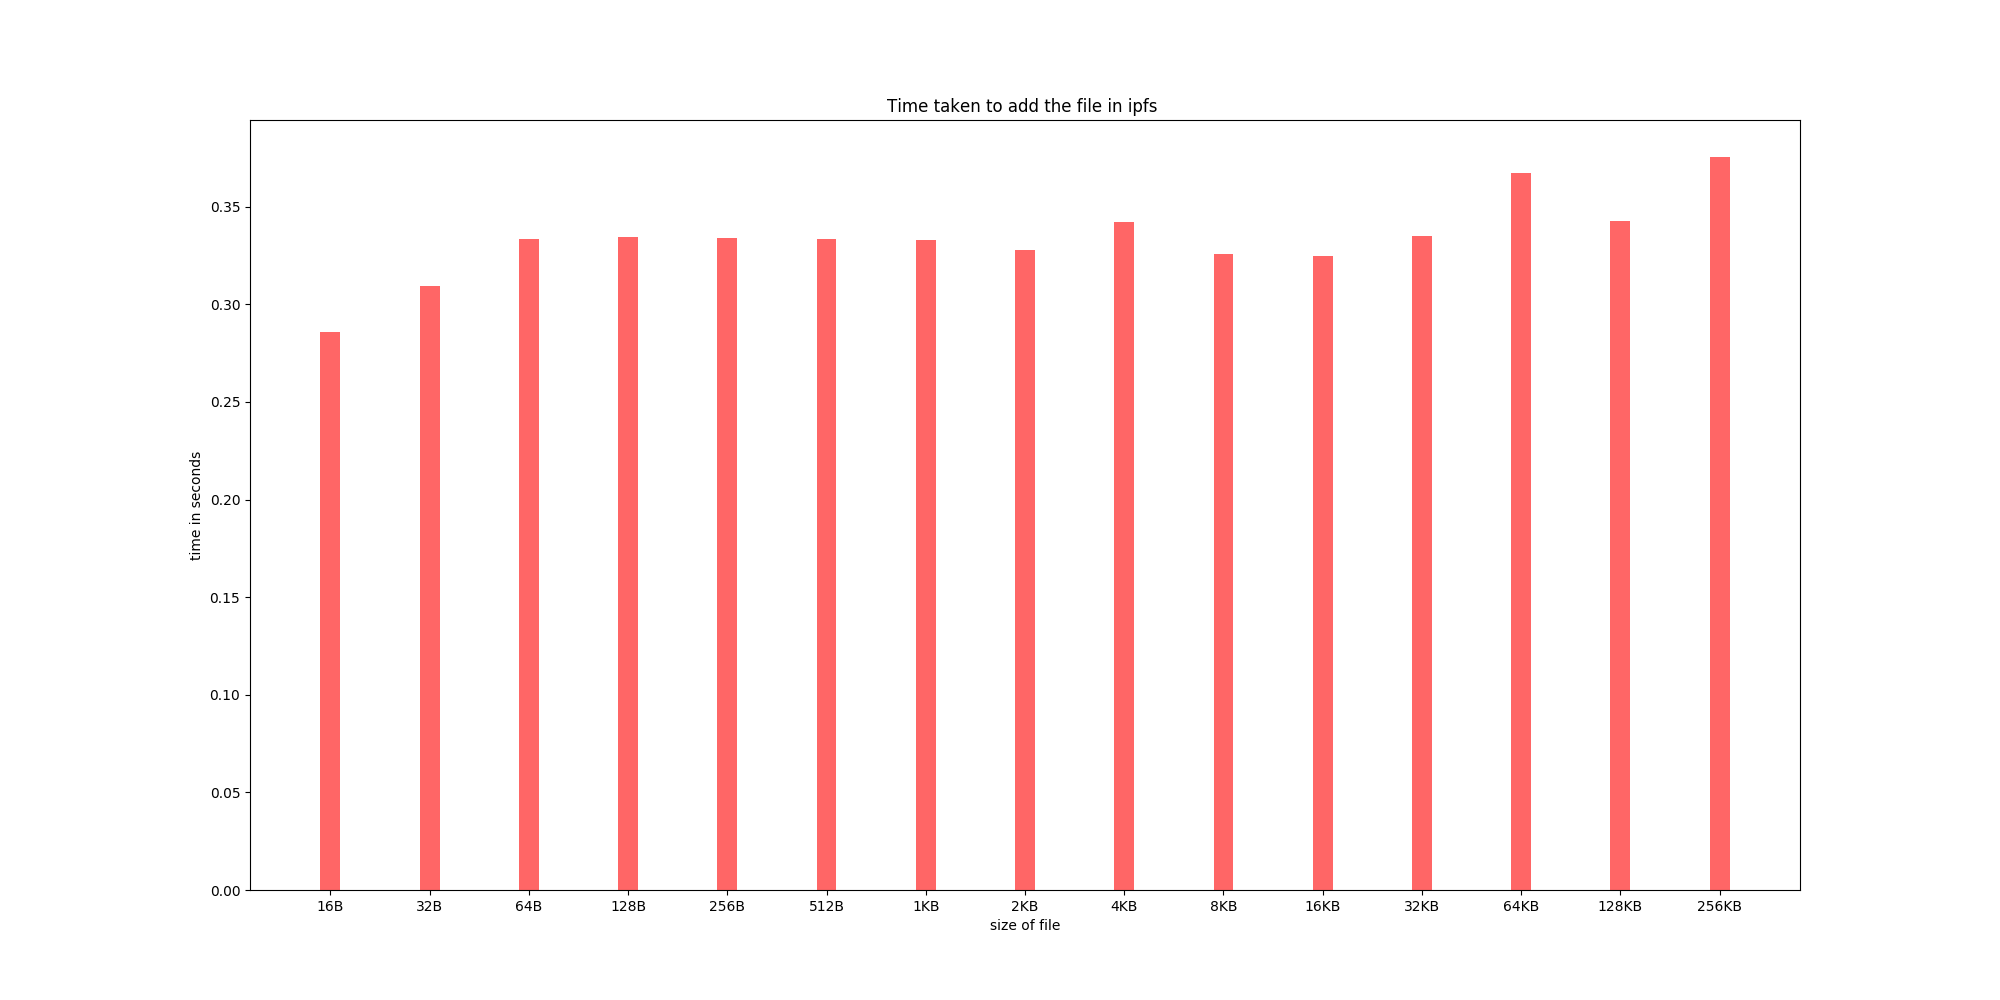 Time taken to add the file in ipfs
0.35
0.30
0.25
0.20
0.15
0.10
0.05
0.00
time in seconds
16B 32B 64B 128B 256B 512B 1KB 2KB 4KB 8KB 16KB 32KB 64KB 128KB 256KB
size of file